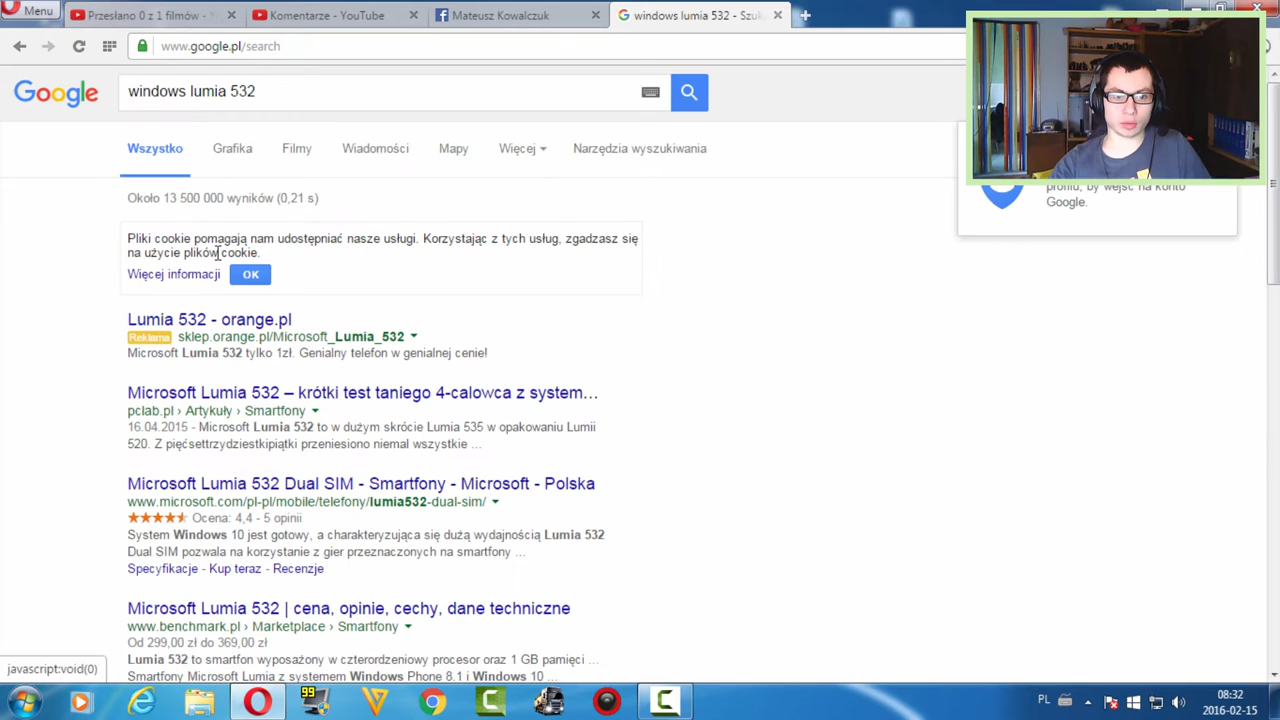 Menu
Przesłano 0 z 1 filmów -
Komentarze - YouTube
Mateusz Kowalczuk
windows lumia 532 - Szuk
www.google.pl/search
Google
windows lumia 532
Wszystko
Grafika
Filmy
Wiadomości
Mapy
Więcej
Narzędzia wyszukiwania
Około 13 500 000 wyników (0,21 s)
profilu, by wejść na konto
Google.
Pliki cookie pomagają nam udostępniać nasze usługi. Korzystając z tych usług, zgadzasz się
na użycie plików cookie.
Więcej informacji
OK
Lumia 532 - orange.pl
Reklama sklep.orange.pl/Microsoft_Lumia_532
Microsoft Lumia 532 tylko 1zł. Genialny telefon w genialnej cenie!
Microsoft Lumia 532 – krótki test taniego 4-calowca z system...
pclab.pl › Artykuły › Smartfony
16.04.2015 - Microsoft Lumia 532 to w dużym skrócie Lumia 535 w opakowaniu Lumii
520. Z pięćsettrzydziestkipiątki przeniesiono niemal wszystkie ...
Microsoft Lumia 532 Dual SIM - Smartfony - Microsoft - Polska
www.microsoft.com/pl-pl/mobile/telefony/lumia532-dual-sim/
Ocena: 4,4 - 5 opinii
System Windows 10 jest gotowy, a charakteryzująca się dużą wydajnością Lumia 532
Dual SIM pozwala na korzystanie z gier przeznaczonych na smartfony ...
Specyfikacje - Kup teraz - Recenzje
Microsoft Lumia 532 | cena, opinie, cechy, dane techniczne
www.benchmark.pl › Marketplace › Smartfony
Od 299,00 zł do 369,00 zł
Lumia 532 to smartfon wyposażony w czterordzeniowy procesor oraz 1 GB pamięci ...
Smartfony Microsoft Lumia z systemem Windows Phone 8.1 i Windows 10 ...
javascript:void(0)
99
PL
08:32
2016-02-15